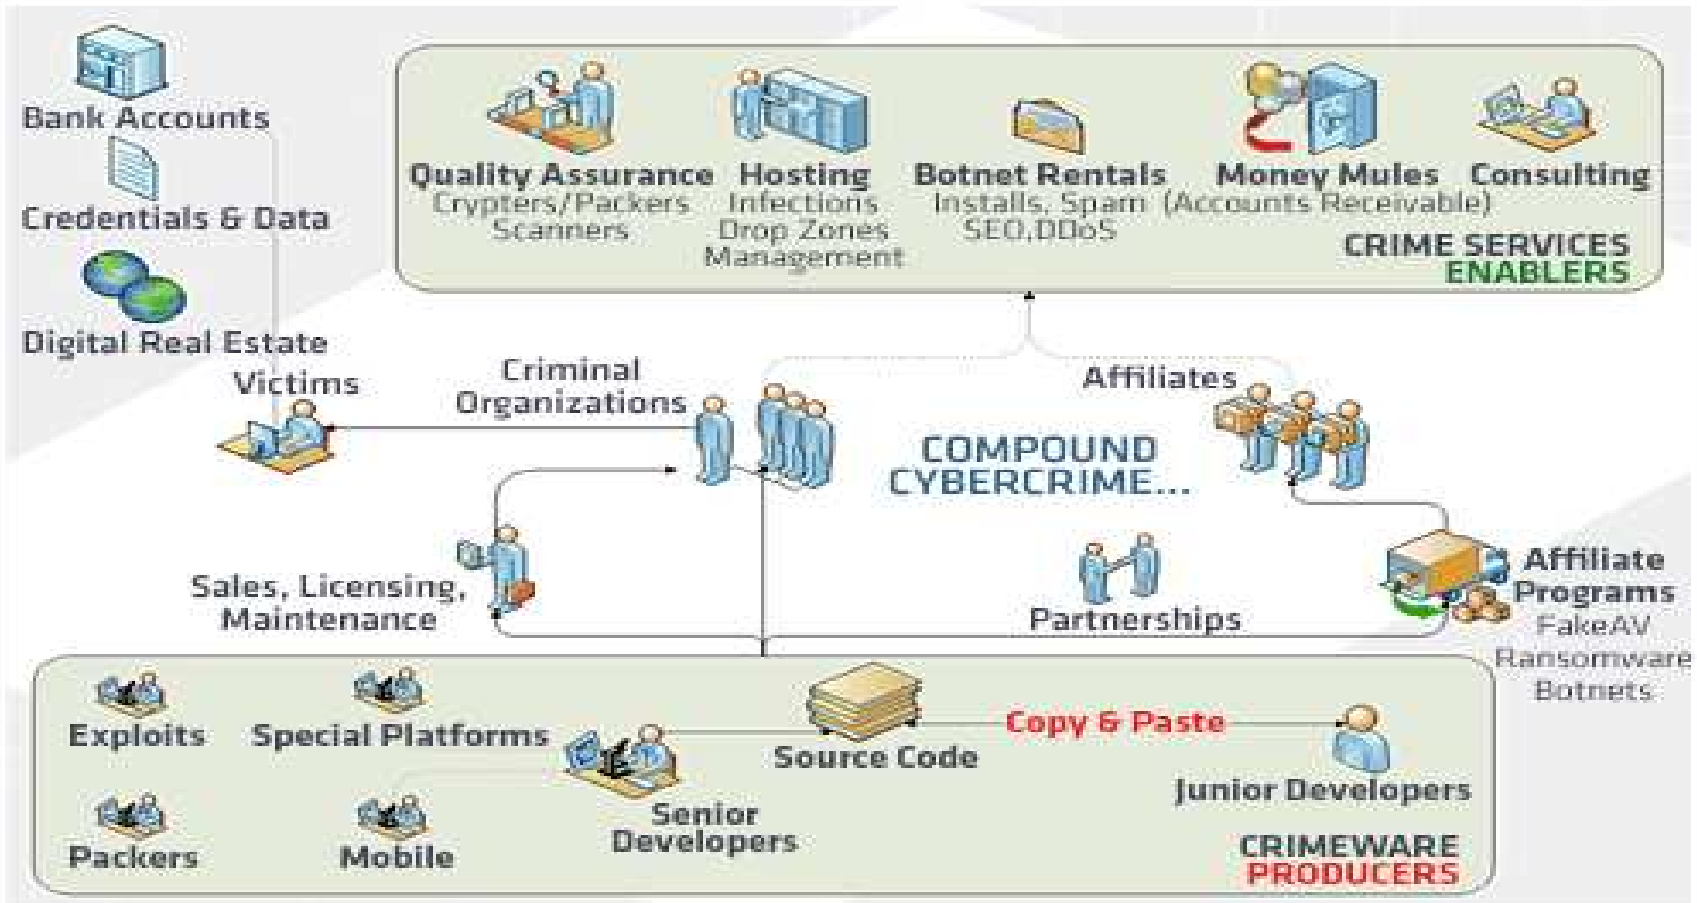 Bank Accounts
Credentials & Data
Digital Real Estate
Victims
Quality Assurance
Crypters/Packers
Scanners
Hosting
Infections
Drop Zones
Management
Botnet Rentals
Installs, Spam
SEO,DDoS
Money Mules
(Accounts Receivable)
Consulting
CRIME SERVICES
ENABLERS
Criminal
Organizations
Affiliates
COMPOUND
CYBERCRIME...
Sales, Licensing,
Maintenance
Partnerships
Affiliate
Programs
FakeAV
Ransomware
Botnets
Exploits
Special Platforms
Packers
Mobile
Senior
Developers
Source Code
Copy & Paste
Junior Developers
CRIMEWARE
PRODUCERS